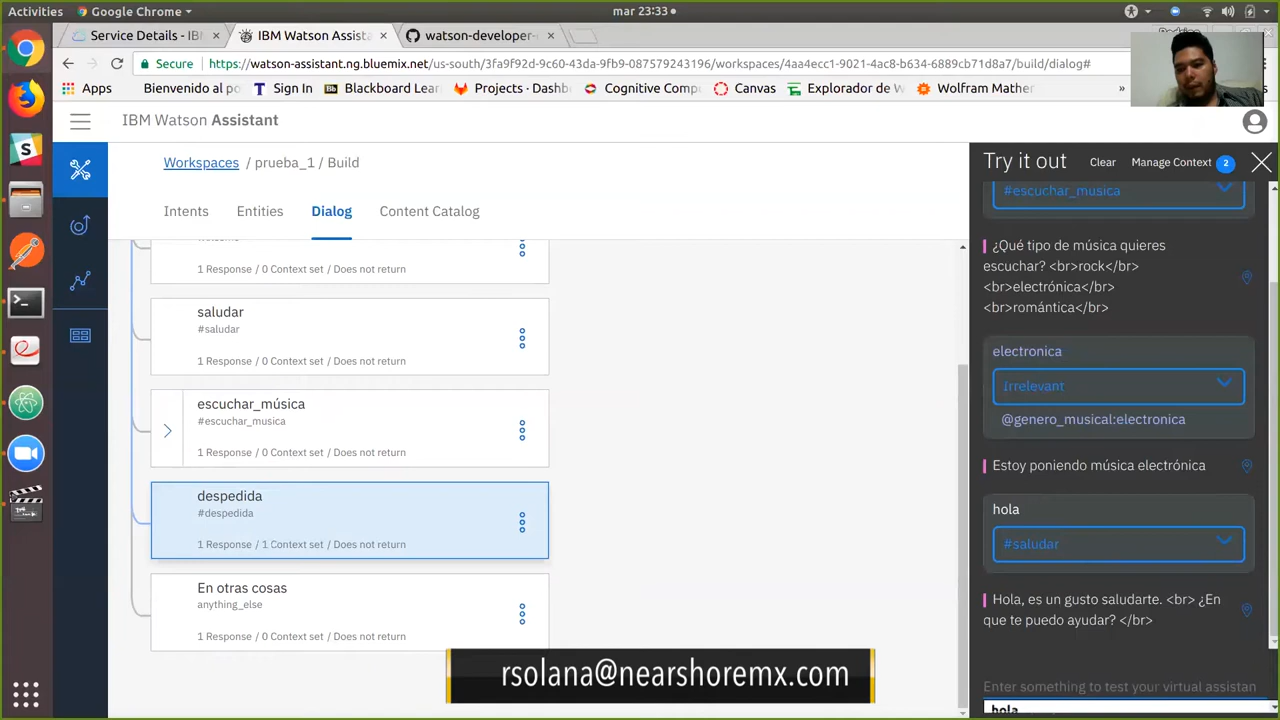 Activities
Google Chrome
mar 23:33
Service Details - IBM
IBM Watson Assist
watson-developer-
Secure
https://watson-assistant.ng.bluemix.net/us-south/3fa9f92d-9c60-43da-9fb9-087579243196/workspaces/4aa4ecc1-9021-4ac8-b634-6889cb71d8a7/build/dialog#
Apps
Bienvenido al po
Sign In
Blackboard Lear
Projects · Dashb
Cognitive Comp
Canvas
Explorador de V
Wolfram Mathe
»
IBM Watson Assistant
Workspaces / prueba_1 / Build
Intents
Entities
Dialog
Content Catalog
1 Response / 0 Context set / Does not return
saludar
#saludar
1 Response / 0 Context set / Does not return
escuchar_música
#escuchar_musica
1 Response / 0 Context set / Does not return
despedida
#despedida
1 Response / 1 Context set / Does not return
En otras cosas
anything_else
1 Response / 0 Context set / Does not return
Try it out
Clear
Manage Context 2
#escuchar_musica
¿Qué tipo de música quieres
escuchar? <br>rock</br>
<br>electrónica</br>
<br>romántica</br>
electronica
Irrelevant
@genero_musical:electronica
Estoy poniendo música electrónica
hola
#saludar
Hola, es un gusto saludarte. <br> ¿En
que te puedo ayudar? </br>
Enter something to test your virtual assistan
hola
rsolana@nearshoremx.com